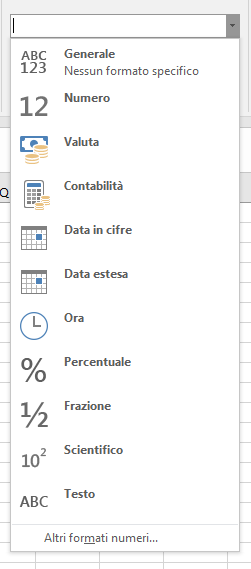 ABC
123
Generale
Nessun formato specifico
12
Numero
Valuta
Contabilità
Q
Data in cifre
Data estesa
Ora
%
Percentuale
½
Frazione
10²
Scientifico
ABC
Testo
Altri formati numeri...